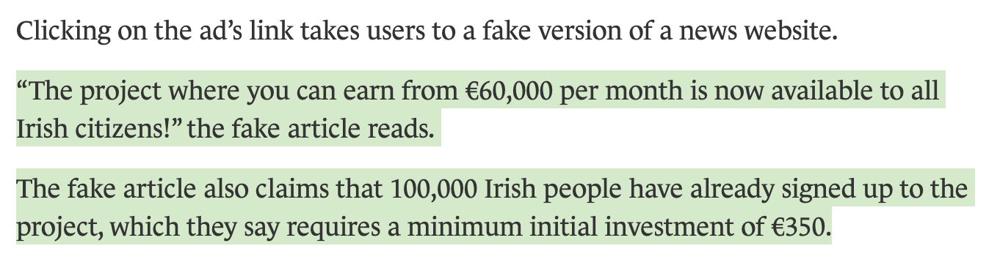 Clicking on the ad’s link takes users to a fake version of a news website.
“The project where you can earn from €60,000 per month is now available to all
Irish citizens!” the fake article reads.
The fake article also claims that 100,000 Irish people have already signed up to the
project, which they say requires a minimum initial investment of €350.